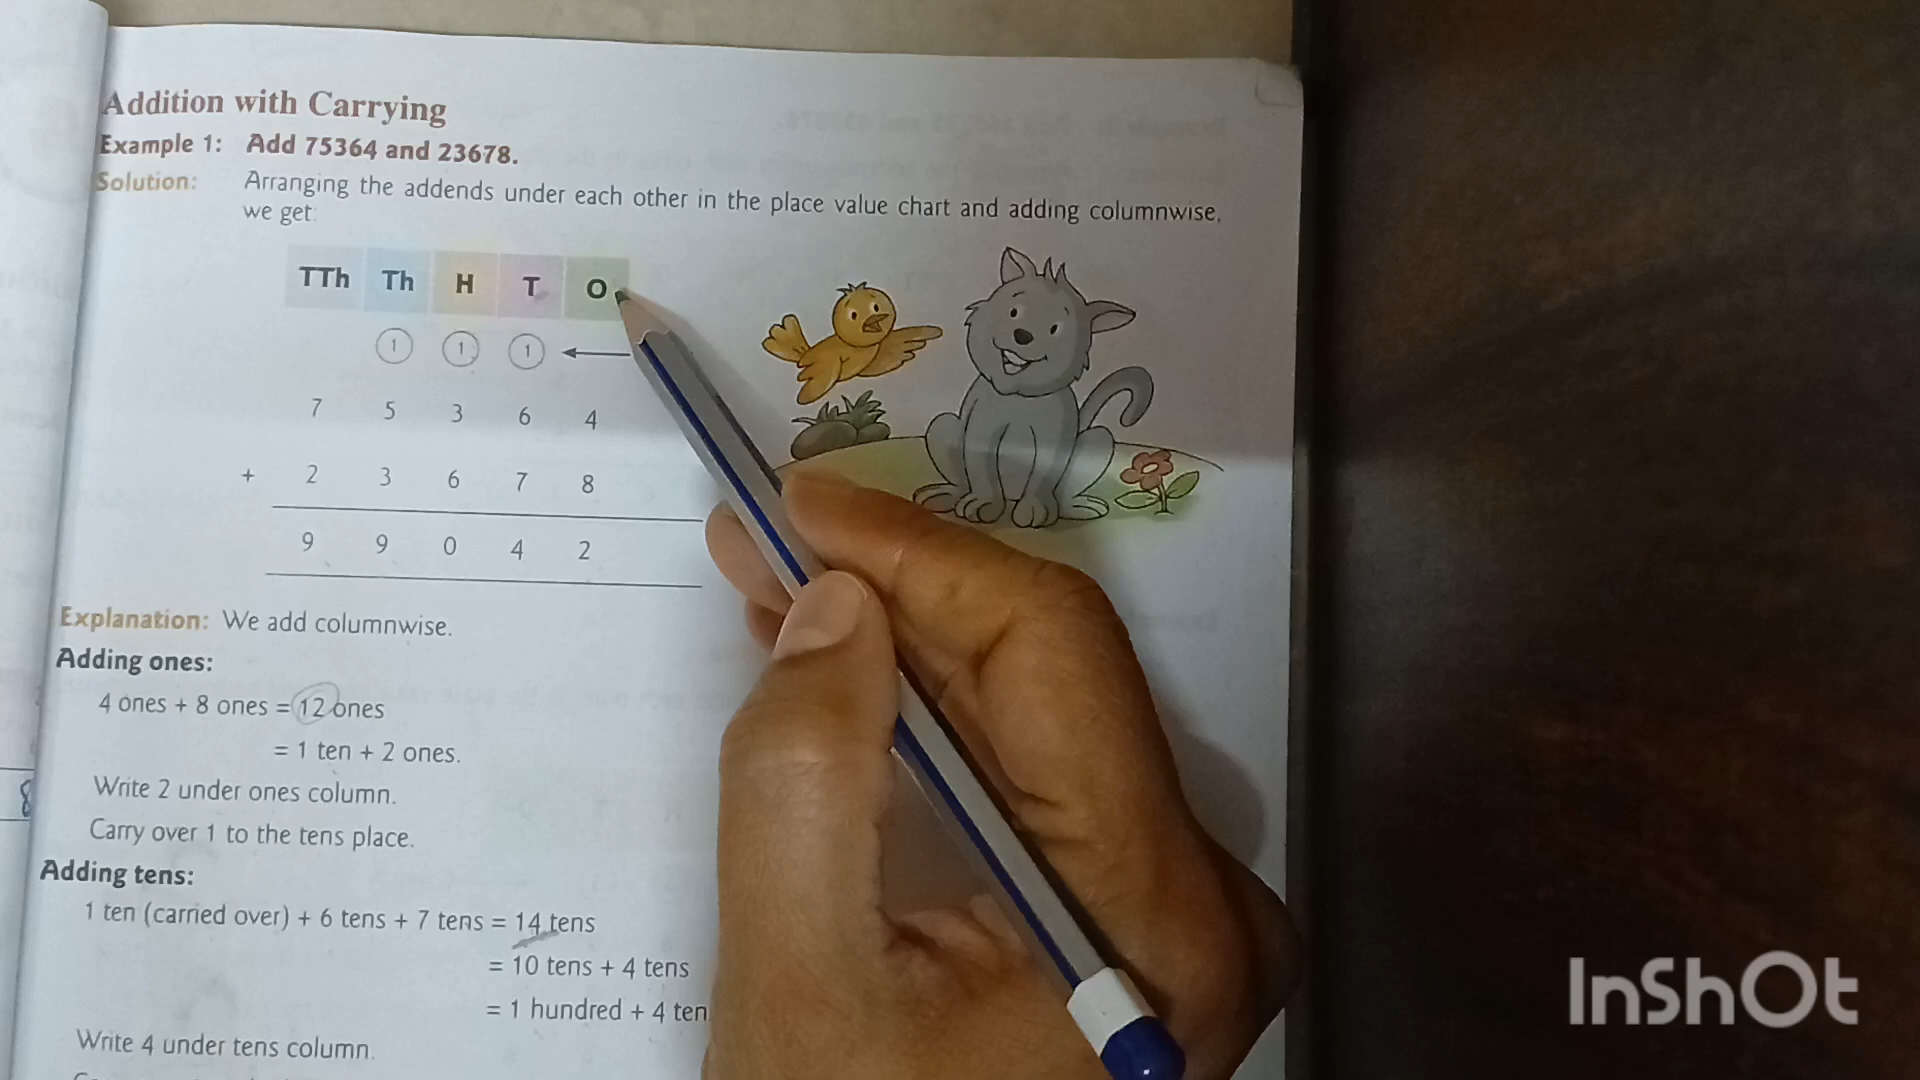 Addition with Carrying
Example 1: Add 75364 and 23678.
Solution: Arranging the addends under each other in the place value chart and adding columnwise,
we get:
TTh Th H T O
1 1 1
7 5 3 6 4
+ 2 3 6 7 8
9 9 0 4 2
Explanation: We add columnwise.
Adding ones:
4 ones + 8 ones = 12 ones
= 1 ten + 2 ones.
Write 2 under ones column.
8
Carry over 1 to the tens place.
Adding tens:
1 ten (carried over) + 6 tens + 7 tens = 14 tens
= 10 tens + 4 tens
= 1 hundred + 4 ten
Write 4 under tens column.
InShOt